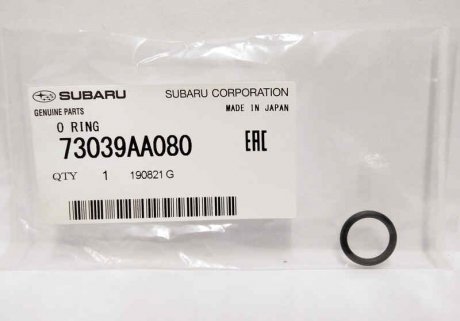 SUBARU SUBARU CORPORATION
GENUINE PARTS MADE IN JAPAN
O RING
73039AA080 EAC
QTY 1 190821 G